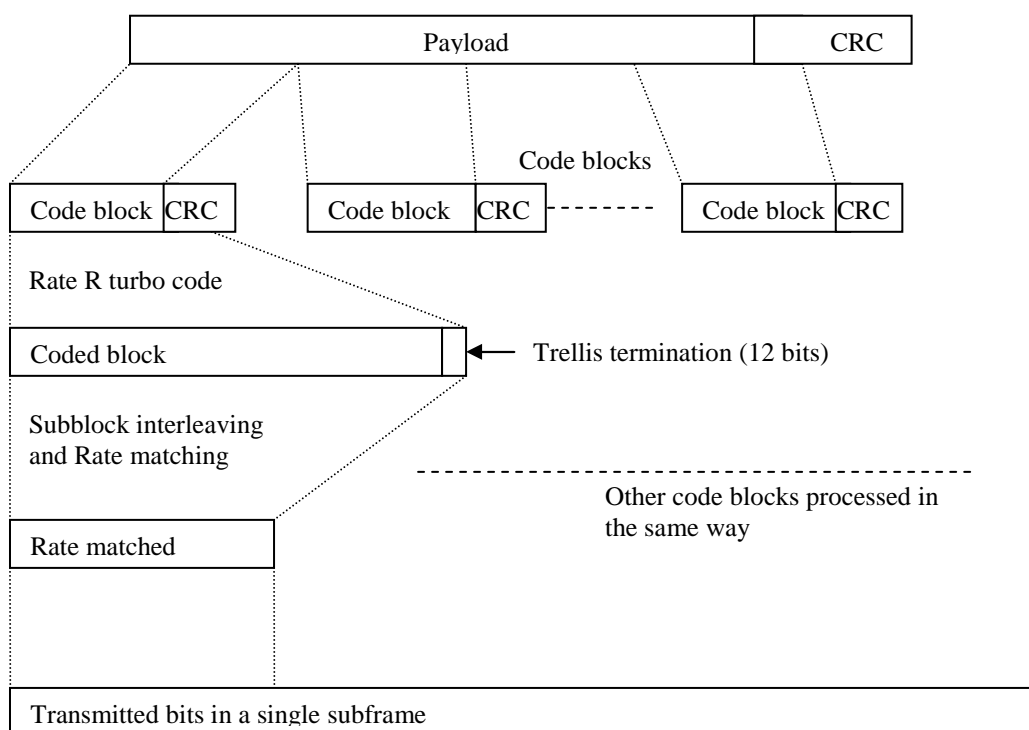 Payload CRC
Code blocks
Code block CRC Code block CRC Code block CRC
Rate R turbo code
Coded block
Trellis termination (12 bits)
Subblock interleaving
and Rate matching
Other code blocks processed in
the same way
Rate matched
Transmitted bits in a single subframe